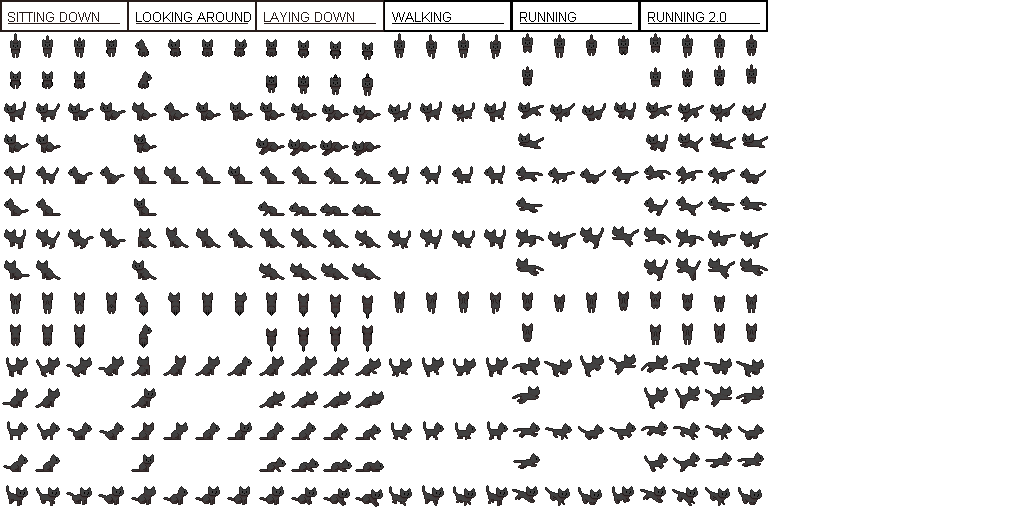 SITTING DOWN
LOOKING AROUND
LAYING DOWN
WALKING
RUNNING
RUNNING 2.0